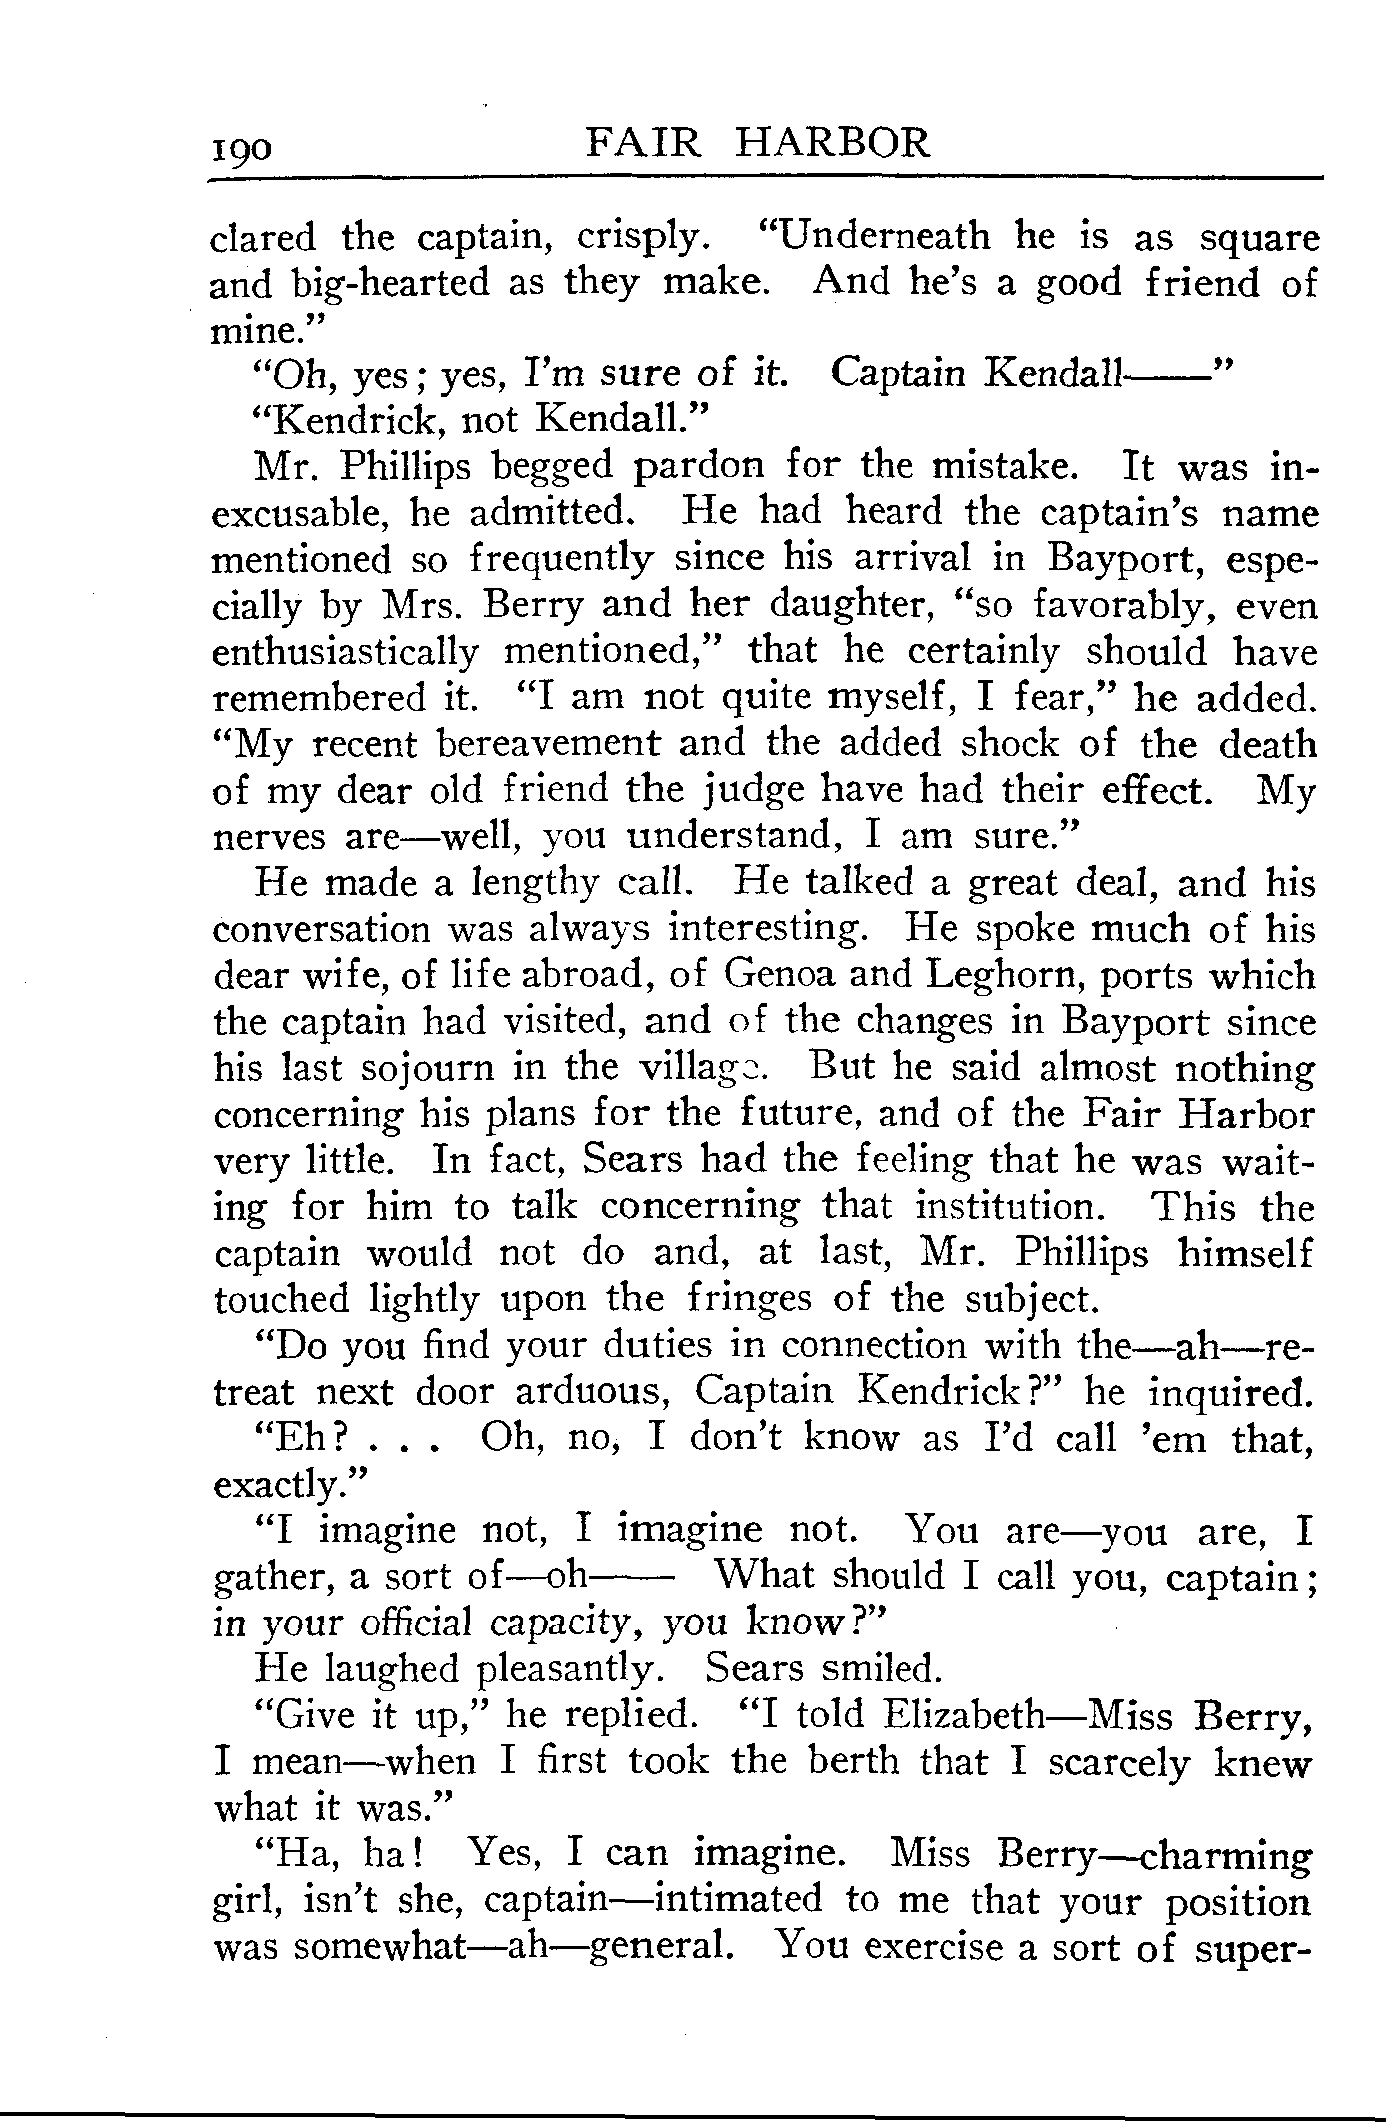 190 FAIR HARBOR
clared the captain, crisply. “Underneath he is as square
and big-hearted as they make. And he’s a good friend of
mine.”
“Oh, yes; yes, I’m sure of it. Captain Kendall——”
“Kendrick, not Kendall.”
Mr. Phillips begged pardon for the mistake. It was in-
excusable, he admitted. He had heard the captain’s name
mentioned so frequently since his arrival in Bayport, espe-
cially by Mrs. Berry and her daughter, “so favorably, even
enthusiastically mentioned,” that he certainly should have
remembered it. “I am not quite myself, I fear,” he added.
“My recent bereavement and the added shock of the death
of my dear old friend the judge have had their effect. My
nerves are—well, you understand, I am sure.”
He made a lengthy call. He talked a great deal, and his
conversation was always interesting. He spoke much of his
dear wife, of life abroad, of Genoa and Leghorn, ports which
the captain had visited, and of the changes in Bayport since
his last sojourn in the village. But he said almost nothing
concerning his plans for the future, and of the Fair Harbor
very little. In fact, Sears had the feeling that he was wait-
ing for him to talk concerning that institution. This the
captain would not do and, at last, Mr. Phillips himself
touched lightly upon the fringes of the subject.
“Do you find your duties in connection with the—ah—re-
treat next door arduous, Captain Kendrick?” he inquired.
“Eh? . . . Oh, no, I don’t know as I’d call ’em that,
exactly.”
“I imagine not, I imagine not. You are—you are, I
gather, a sort of—oh—— What should I call you, captain;
in your official capacity, you know?”
He laughed pleasantly. Sears smiled.
“Give it up,” he replied. “I told Elizabeth—Miss Berry,
I mean—when I first took the berth that I scarcely knew
what it was.”
“Ha, ha! Yes, I can imagine. Miss Berry—charming
girl, isn’t she, captain—intimated to me that your position
was somewhat—ah—general. You exercise a sort of super-